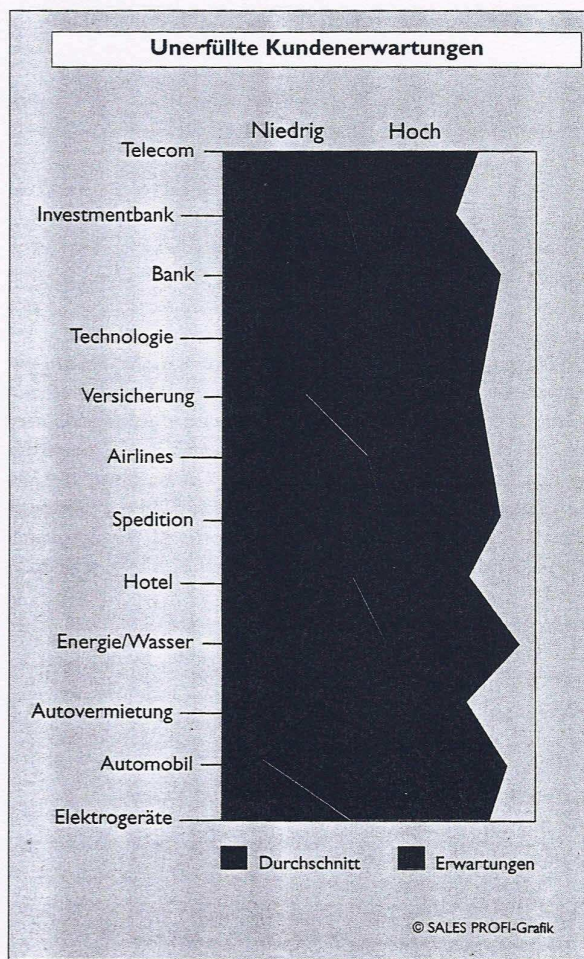 Unerfüllte Kundenerwartungen
Niedrig Hoch
Telecom
Investmentbank
Bank
Technologie
Versicherung
Airlines
Spedition
Hotel
Energie/Wasser
Autovermietung
Automobil
Elektrogeräte
Durchschnitt Erwartungen
© SALES PROFI-Grafik